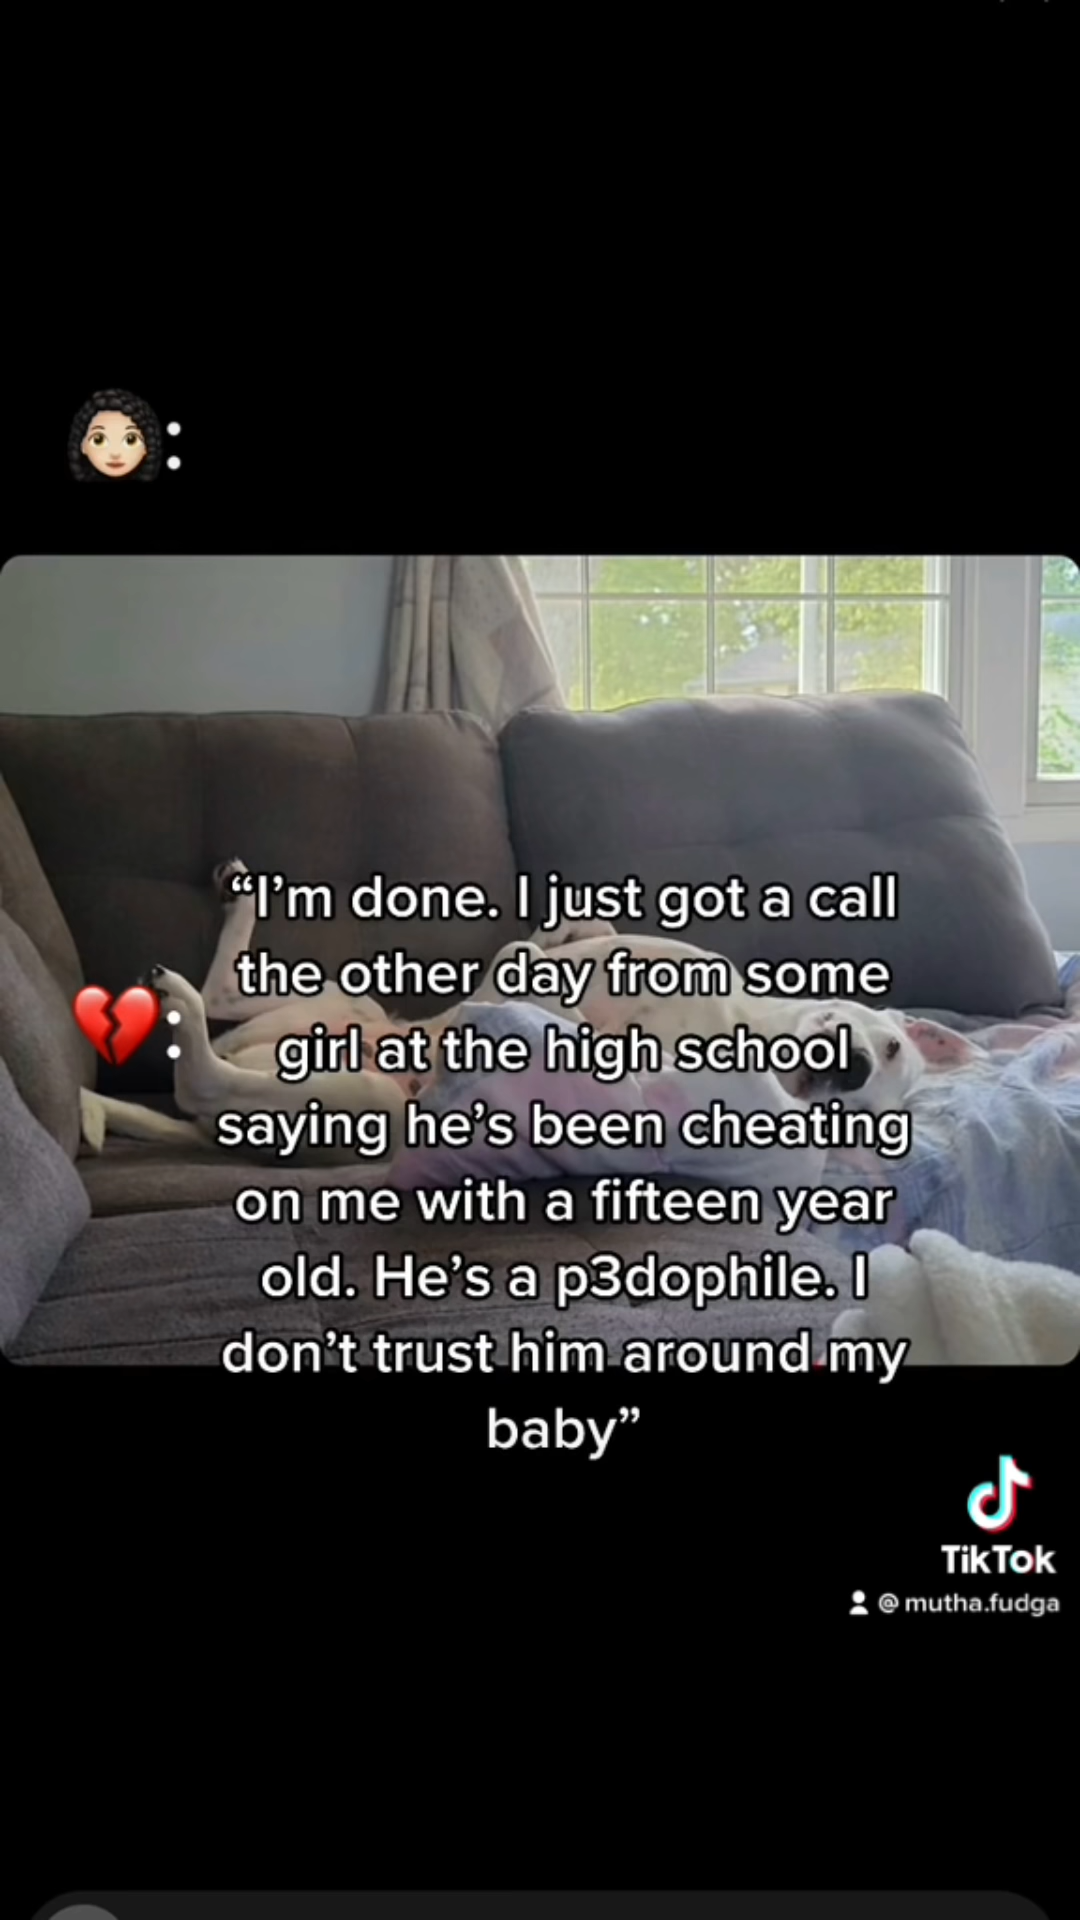 :
“I’m done. I just got a call
the other day from some
girl at the high school
: saying he’s been cheating
on me with a fifteen year
old. He’s a p3dophile. I
don’t trust him around my
baby”
TikTok
@ mutha.fudga